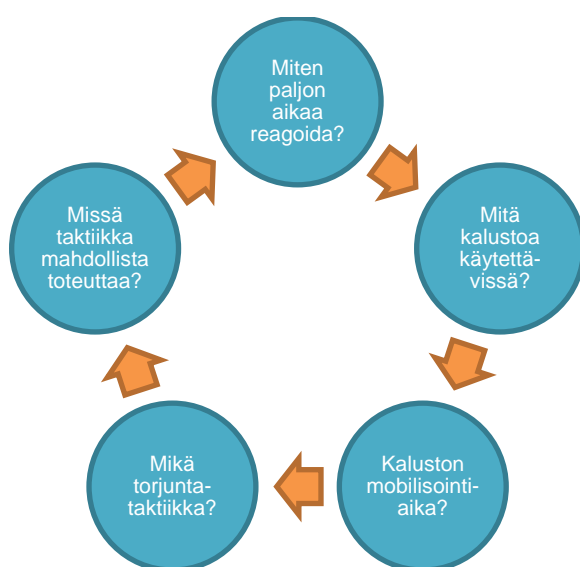 Miten
paljon
aikaa
reagoida?
Mitä
kalustoa
käytettä-
vissä?
Kaluston
mobilisointi-
aika?
Mikä
torjunta-
taktiikka?
Missä
taktiikka
mahdollista
toteuttaa?